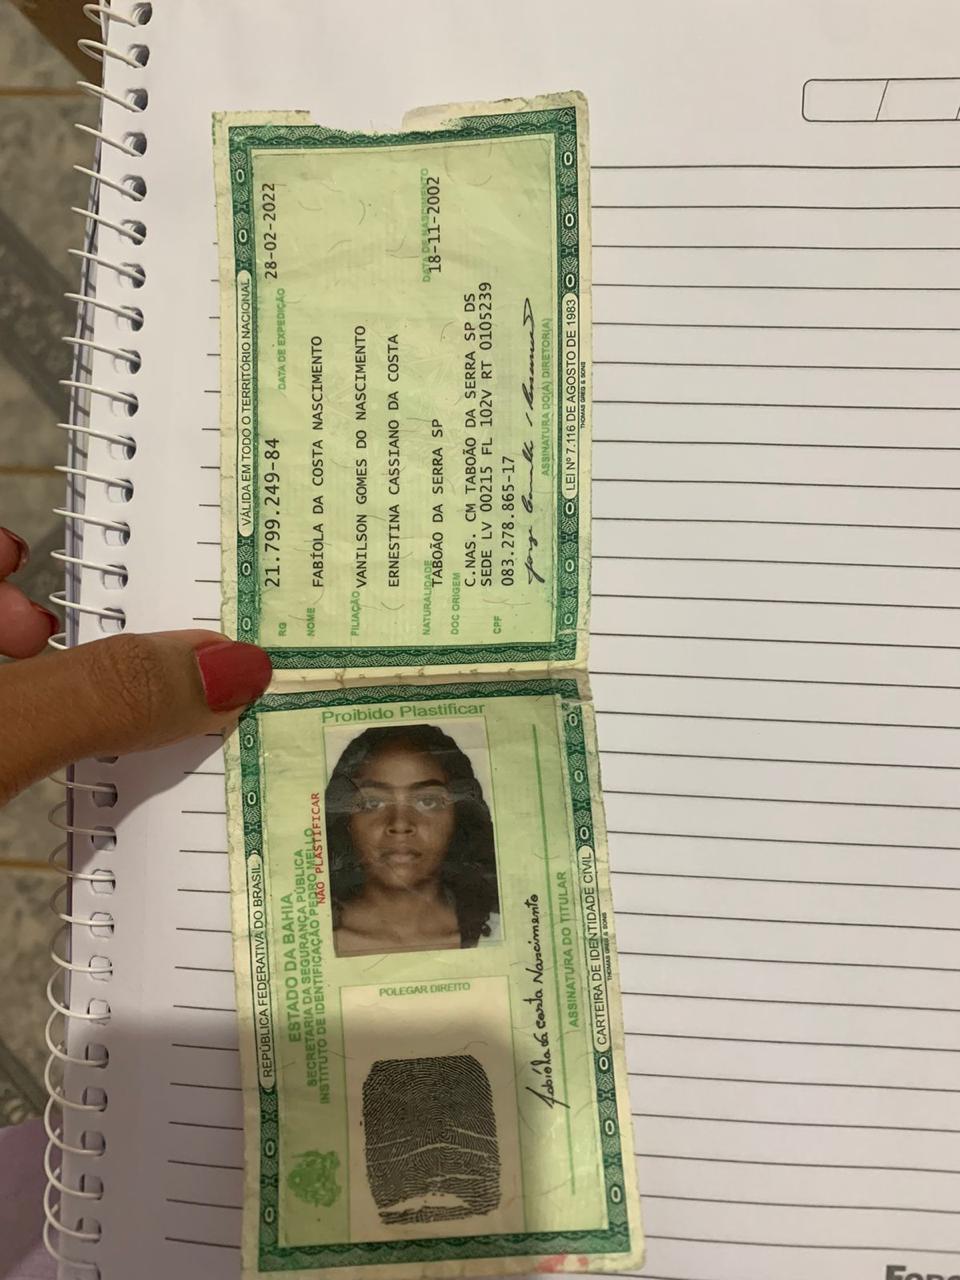 VÁLIDA EM TODO O TERRITÓRIO NACIONAL
RG 21.799.249-84 DATA DE EXPEDIÇÃO 28-02-2022
NOME FABÍOLA DA COSTA NASCIMENTO
FILIAÇÃO VANILSON GOMES DO NASCIMENTO
ERNESTINA CASSIANO DA COSTA
NATURALIDADE TABOÃO DA SERRA SP DATA DE NASCIMENTO 18-11-2002
DOC ORIGEM C.NAS. CM TABOÃO DA SERRA SP DS
SEDE LV 00215 FL 102V RT 0105239
CPF 083.278.865-17
ASSINATURA DO(A) DIRETOR(A)
LEI Nº 7.116 DE AGOSTO DE 1983
THOMAS GREG & SONS
REPÚBLICA FEDERATIVA DO BRASIL
ESTADO DA BAHIA
SECRETARIA DA SEGURANÇA PÚBLICA
INSTITUTO DE IDENTIFICAÇÃO PEDRO MELLO
NÃO PLASTIFICAR
Proibido Plastificar
POLEGAR DIREITO
Fabíola da Costa Nascimento
ASSINATURA DO TITULAR
CARTEIRA DE IDENTIDADE CIVIL
THOMAS GREG & SONS